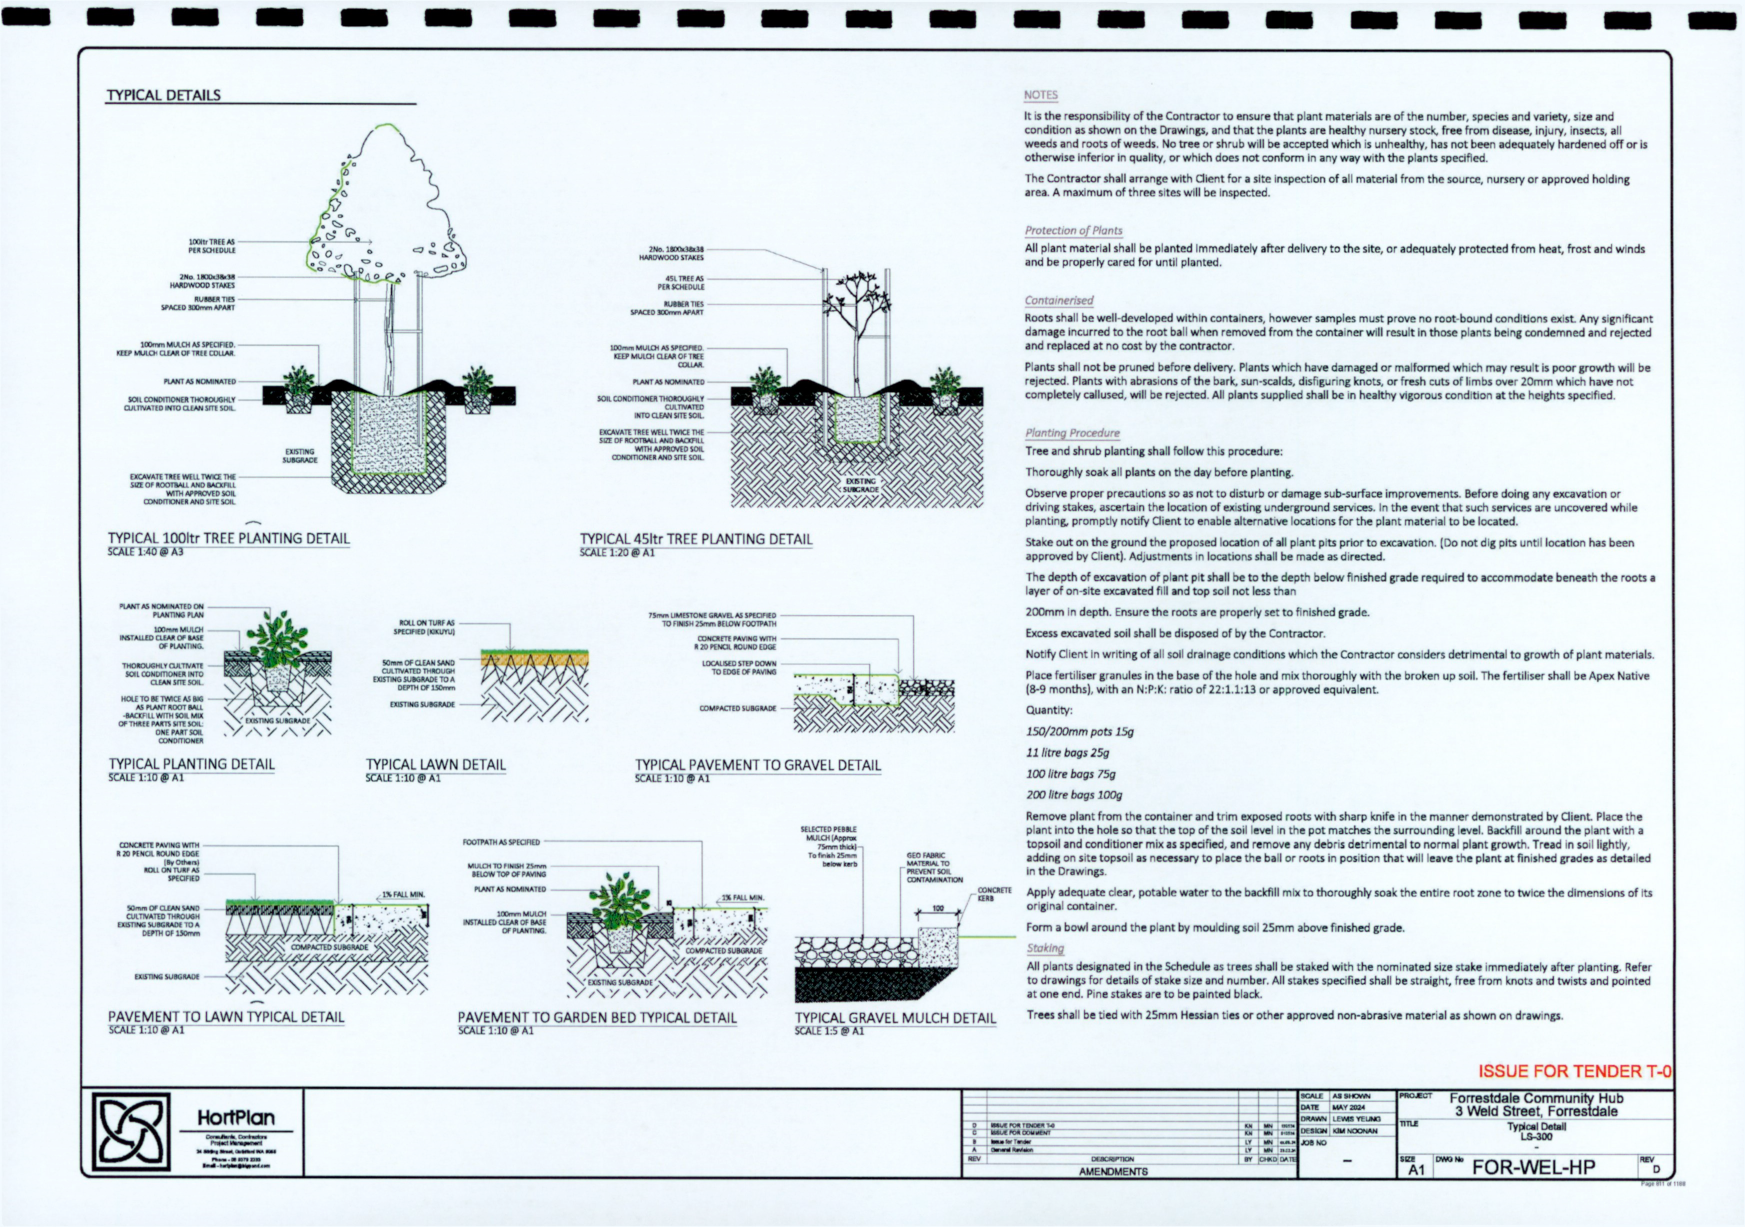 TYPICAL DETAILS
100ltr TREE AS
PER SCHEDULE
2No. 1800x38x38
HARDWOOD STAKES
RUBBER TIES
SPACED 300mm APART
100mm MULCH AS SPECIFIED.
KEEP MULCH CLEAR OF TREE COLLAR.
PLANT AS NOMINATED
SOIL CONDITIONER THOROUGHLY
CULTIVATED INTO CLEAN SITE SOIL.
EXISTING
SUBGRADE
EXCAVATE TREE WELL TWICE THE
SIZE OF ROOTBALL AND BACKFILL
WITH APPROVED SOIL
CONDITIONER AND SITE SOIL.
TYPICAL 100ltr TREE PLANTING DETAIL
SCALE 1:40 @ A3
2No. 1800x38x38
HARDWOOD STAKES
45L TREE AS
PER SCHEDULE
RUBBER TIES
SPACED 300mm APART
100mm MULCH AS SPECIFIED.
KEEP MULCH CLEAR OF TREE
COLLAR.
PLANT AS NOMINATED
SOIL CONDITIONER THOROUGHLY
CULTIVATED
INTO CLEAN SITE SOIL.
EXCAVATE TREE WELL TWICE THE
SIZE OF ROOTBALL AND BACKFILL
WITH APPROVED SOIL
CONDITIONER AND SITE SOIL.
EXISTING
SUBGRADE
TYPICAL 45ltr TREE PLANTING DETAIL
SCALE 1:20 @ A1
PLANT AS NOMINATED ON
PLANTING PLAN
100mm MULCH
INSTALLED CLEAR OF BASE
OF PLANTING.
THOROUGHLY CULTIVATE
SOIL CONDITIONER INTO
CLEAN SITE SOIL.
HOLE TO BE TWICE AS BIG
AS PLANT ROOT BALL
-BACKFILL WITH SOIL MIX
OF THREE PARTS SITE SOIL:
ONE PART SOIL
CONDITIONER
EXISTING SUBGRADE
TYPICAL PLANTING DETAIL
SCALE 1:10 @ A1
ROLL ON TURF AS
SPECIFIED [KIKUYU]
50mm OF CLEAN SAND
CULTIVATED THROUGH
EXISTING SUBGRADE TO A
DEPTH OF 150mm
EXISTING SUBGRADE
TYPICAL LAWN DETAIL
SCALE 1:10 @ A1
75mm LIMESTONE GRAVEL AS SPECIFIED
TO FINISH 25mm BELOW FOOTPATH
CONCRETE PAVING WITH
R 20 PENCIL ROUND EDGE
LOCALISED STEP DOWN
TO EDGE OF PAVING
COMPACTED SUBGRADE
TYPICAL PAVEMENT TO GRAVEL DETAIL
SCALE 1:10 @ A1
CONCRETE PAVING WITH
R 20 PENCIL ROUND EDGE
(By Others)
ROLL ON TURF AS
SPECIFIED
1% FALL MIN.
50mm OF CLEAN SAND
CULTIVATED THROUGH
EXISTING SUBGRADE TO A
DEPTH OF 150mm
COMPACTED SUBGRADE
EXISTING SUBGRADE
PAVEMENT TO LAWN TYPICAL DETAIL
SCALE 1:10 @ A1
FOOTPATH AS SPECIFIED
MULCH TO FINISH 25mm
BELOW TOP OF PAVING
PLANT AS NOMINATED
1% FALL MIN.
100mm MULCH
INSTALLED CLEAR OF BASE
OF PLANTING.
COMPACTED SUBGRADE
EXISTING SUBGRADE
PAVEMENT TO GARDEN BED TYPICAL DETAIL
SCALE 1:10 @ A1
SELECTED PEBBLE
MULCH (Approx
75mm thick)
To finish 25mm
below kerb
GEO FABRIC
MATERIAL TO
PREVENT SOIL
CONTAMINATION
CONCRETE
KERB
100
TYPICAL GRAVEL MULCH DETAIL
SCALE 1:5 @ A1
NOTES
It is the responsibility of the Contractor to ensure that plant materials are of the number, species and variety, size and
condition as shown on the Drawings, and that the plants are healthy nursery stock, free from disease, injury, insects, all
weeds and roots of weeds. No tree or shrub will be accepted which is unhealthy, has not been adequately hardened off or is
otherwise inferior in quality, or which does not conform in any way with the plants specified.
The Contractor shall arrange with Client for a site inspection of all material from the source, nursery or approved holding
area. A maximum of three sites will be inspected.
Protection of Plants
All plant material shall be planted immediately after delivery to the site, or adequately protected from heat, frost and winds
and be properly cared for until planted.
Containerised
Roots shall be well-developed within containers, however samples must prove no root-bound conditions exist. Any significant
damage incurred to the root ball when removed from the container will result in those plants being condemned and rejected
and replaced at no cost by the contractor.
Plants shall not be pruned before delivery. Plants which have damaged or malformed which may result is poor growth will be
rejected. Plants with abrasions of the bark, sun-scalds, disfiguring knots, or fresh cuts of limbs over 20mm which have not
completely callused, will be rejected. All plants supplied shall be in healthy vigorous condition at the heights specified.
Planting Procedure
Tree and shrub planting shall follow this procedure:
Thoroughly soak all plants on the day before planting.
Observe proper precautions so as not to disturb or damage sub-surface improvements. Before doing any excavation or
driving stakes, ascertain the location of existing underground services. In the event that such services are uncovered while
planting, promptly notify Client to enable alternative locations for the plant material to be located.
Stake out on the ground the proposed location of all plant pits prior to excavation. (Do not dig pits until location has been
approved by Client). Adjustments in locations shall be made as directed.
The depth of excavation of plant pit shall be to the depth below finished grade required to accommodate beneath the roots a
layer of on-site excavated fill and top soil not less than
200mm in depth. Ensure the roots are properly set to finished grade.
Excess excavated soil shall be disposed of by the Contractor.
Notify Client in writing of all soil drainage conditions which the Contractor considers detrimental to growth of plant materials.
Place fertiliser granules in the base of the hole and mix thoroughly with the broken up soil. The fertiliser shall be Apex Native
(8-9 months), with an N:P:K: ratio of 22:1.1:13 or approved equivalent.
Quantity:
150/200mm pots 15g
11 litre bags 25g
100 litre bags 75g
200 litre bags 100g
Remove plant from the container and trim exposed roots with sharp knife in the manner demonstrated by Client. Place the
plant into the hole so that the top of the soil level in the pot matches the surrounding level. Backfill around the plant with a
topsoil and conditioner mix as specified, and remove any debris detrimental to normal plant growth. Tread in soil lightly,
adding on site topsoil as necessary to place the ball or roots in position that will leave the plant at finished grades as detailed
in the Drawings.
Apply adequate clear, potable water to the backfill mix to thoroughly soak the entire root zone to twice the dimensions of its
original container.
Form a bowl around the plant by moulding soil 25mm above finished grade.
Staking
All plants designated in the Schedule as trees shall be staked with the nominated size stake immediately after planting. Refer
to drawings for details of stake size and number. All stakes specified shall be straight, free from knots and twists and pointed
at one end. Pine stakes are to be painted black.
Trees shall be tied with 25mm Hessian ties or other approved non-abrasive material as shown on drawings.
ISSUE FOR TENDER T-0
HortPlan
Consultants, Contractors
Project Management
D ISSUE FOR TENDER T-0 KN MN
C ISSUE FOR COMMENT KN MN
B Issue for Tender LY MN
A General Revision LY MN
REV DESCRIPTION BY CHKD DATE
AMENDMENTS
SCALE AS SHOWN
DATE MAY 2024
DRAWN LEWIS YEUNG
DESIGN KIM NOONAN
JOB NO
–
PROJECT Forrestdale Community Hub
3 Weld Street, Forrestdale
TITLE Typical Detail
LS-300
–
SIZE A1
DWG No FOR-WEL-HP
REV D
Page 811 of 1188